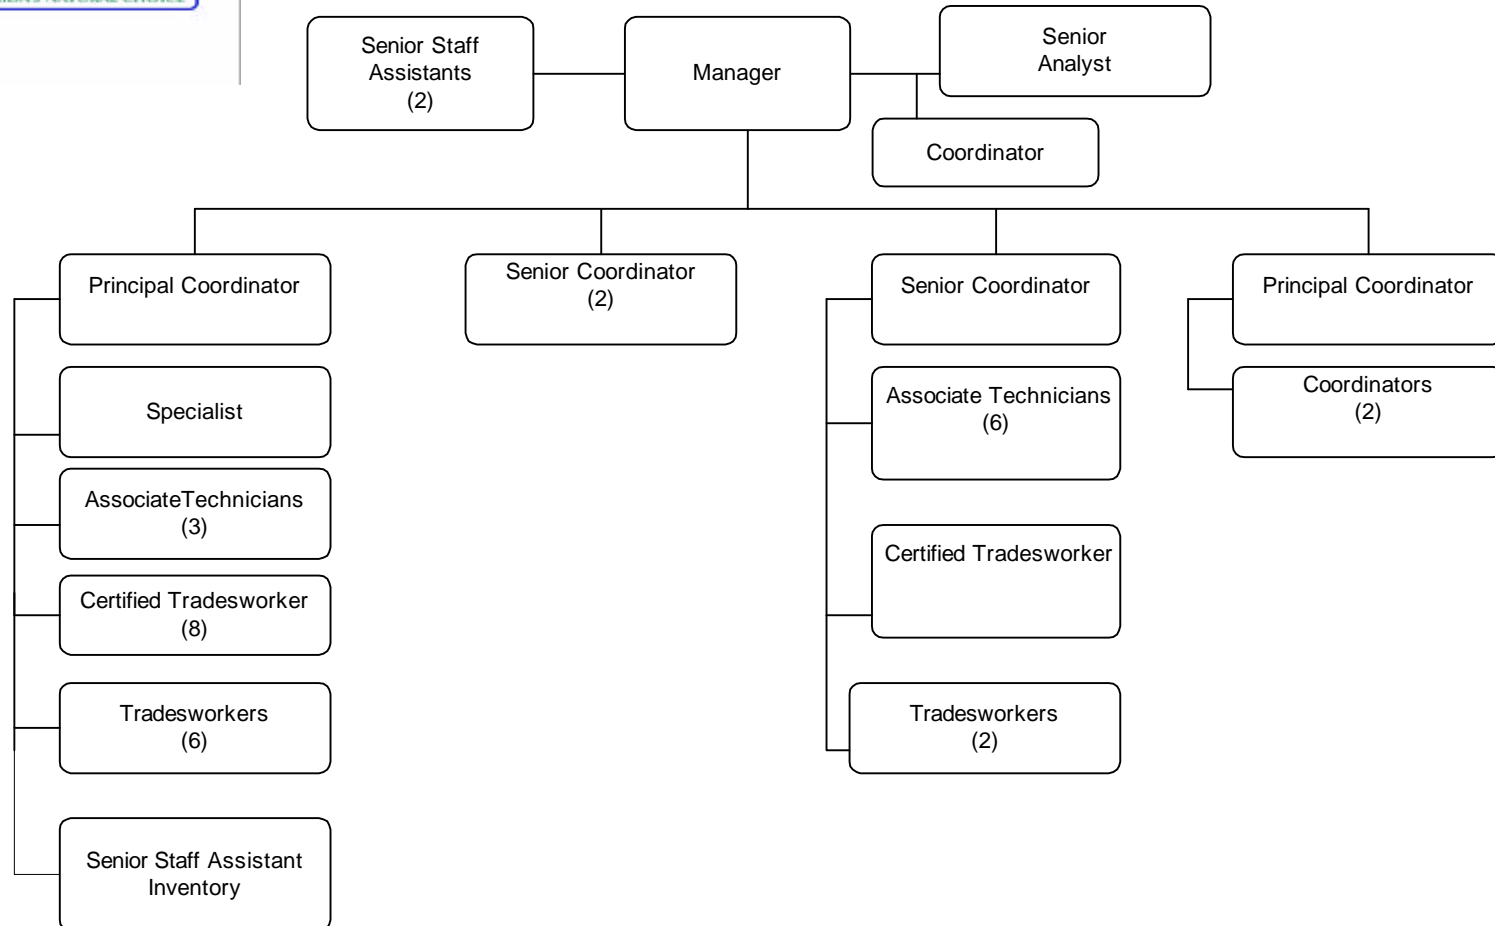 Senior Staff
Assistants
(2)
Manager
Senior
Analyst
Coordinator
Principal Coordinator
Senior Coordinator
(2)
Senior Coordinator
Principal Coordinator
Specialist
Associate Technicians
(6)
Coordinators
(2)
AssociateTechnicians
(3)
Certified Tradesworker
Certified Tradesworker
(8)
Tradesworkers
(6)
Tradesworkers
(2)
Senior Staff Assistant
Inventory